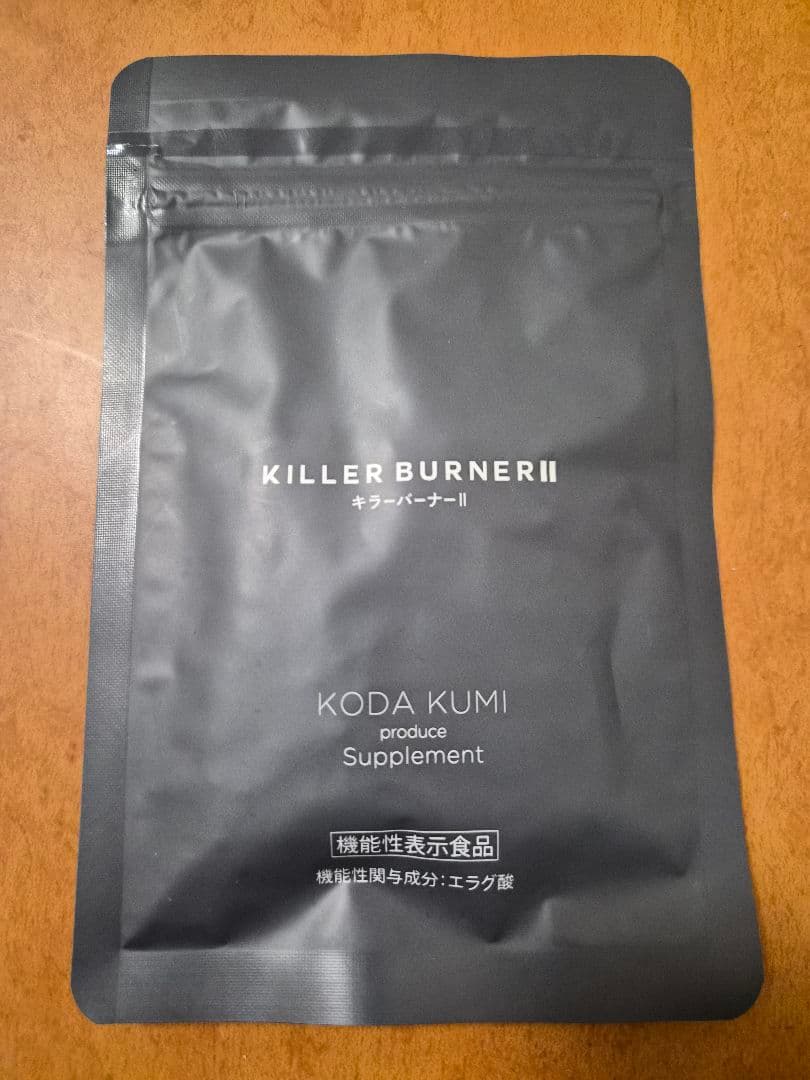 KILLER BURNERⅡ
キラーバーナーⅡ
KODA KUMI
produce
Supplement
機能性表示食品
機能性関与成分：エラグ酸